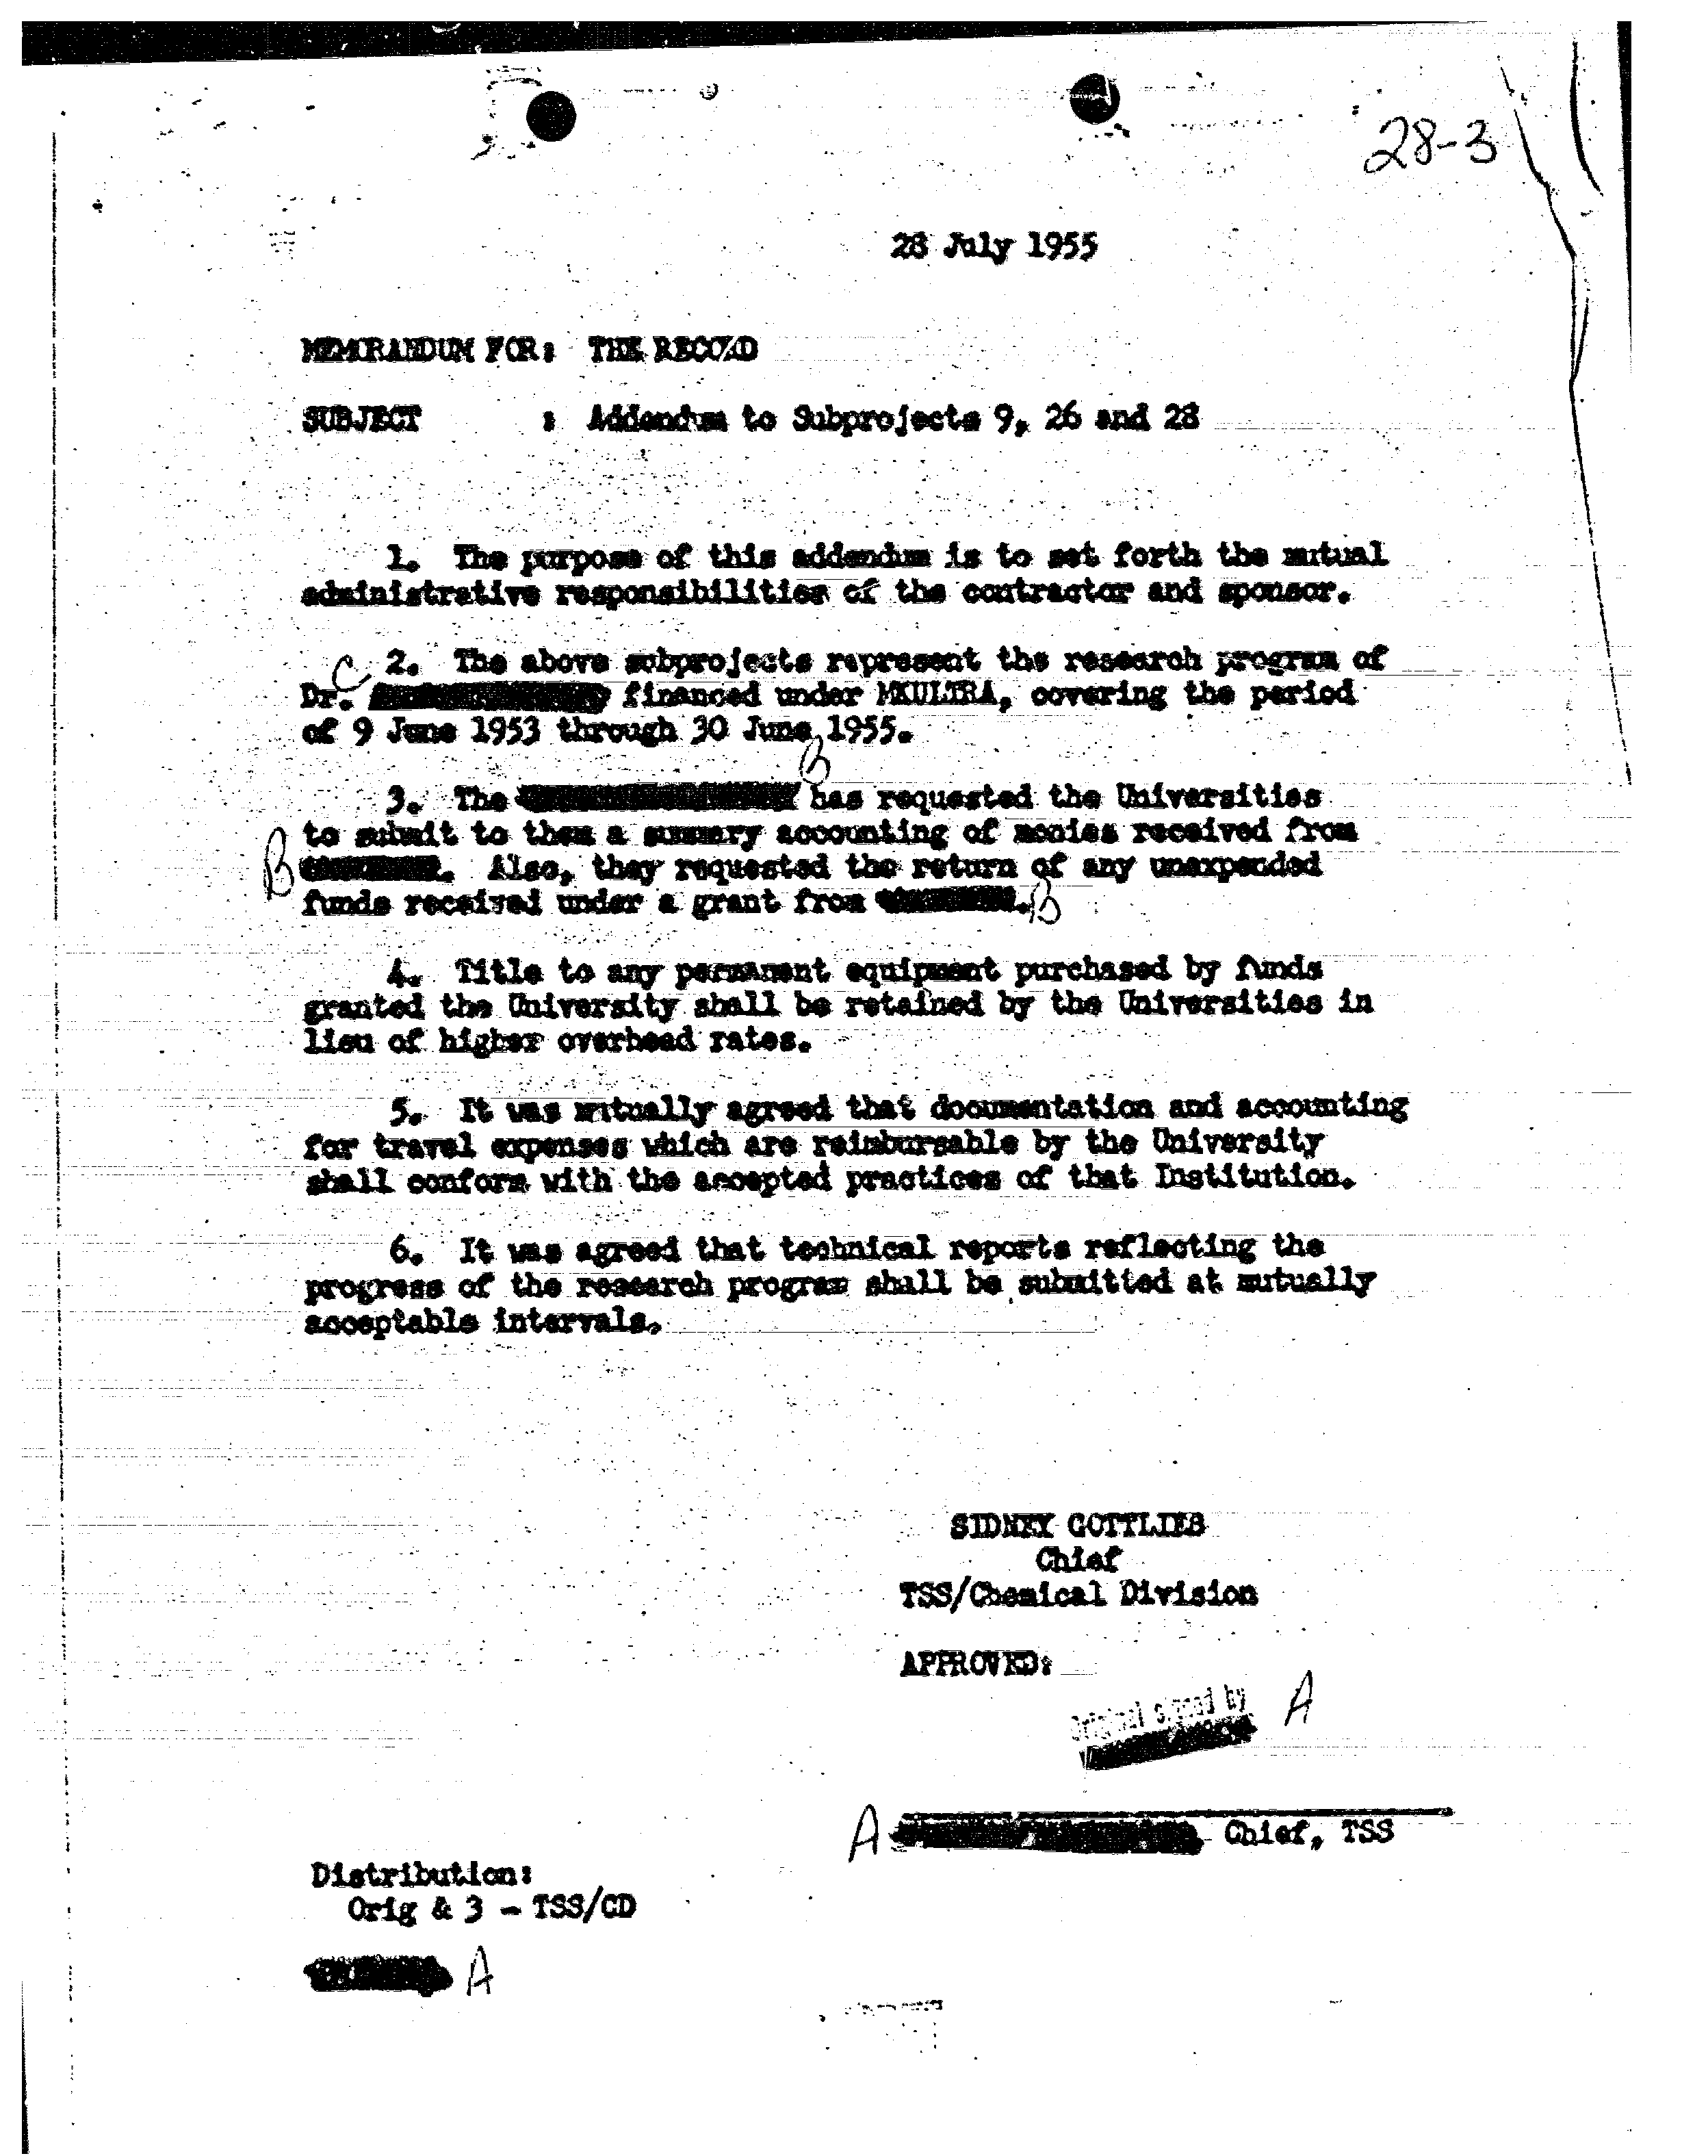 28-3
28 July 1955
MEMORANDUM FOR: THE RECORD
SUBJECT : Addendum to Subprojects 9, 26 and 28
1. The purpose of this addendum is to set forth the mutual
administrative responsibilities of the contractor and sponsor.
C 2. The above subprojects represent the research program of
Dr. financed under MKULTRA, covering the period
of 9 June 1953 through 30 June 1955.
B
3. The has requested the Universities
to submit to them a summary accounting of monies received from
B . Also, they requested the return of any unexpended
funds received under a grant from . B
4. Title to any permanent equipment purchased by funds
granted the University shall be retained by the Universities in
lieu of higher overhead rates.
5. It was mutually agreed that documentation and accounting
for travel expenses which are reimbursable by the University
shall conform with the accepted practices of that Institution.
6. It was agreed that technical reports reflecting the
progress of the research program shall be submitted at mutually
acceptable intervals.
SIDNEY GOTTLIEB
Chief
TSS/Chemical Division
APPROVED:
Original signed by A
A Chief, TSS
Distribution:
Orig & 3 - TSS/CD
A